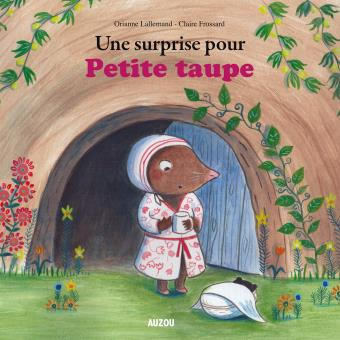 Orianne Lallemand - Claire Frossard
Une surprise pour
Petite taupe
AUZOU